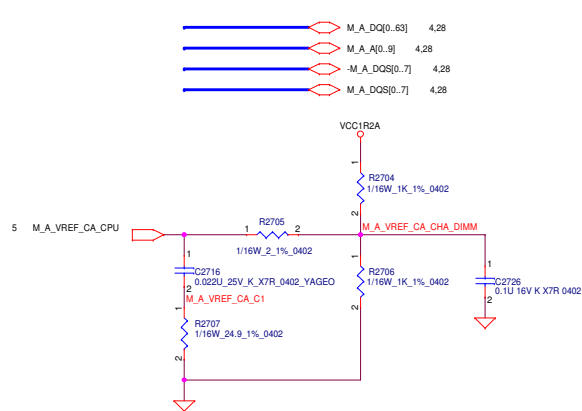 M_A_DQ[0..63] 4,28
M_A_A[0..9] 4,28
-M_A_DQS[0..7] 4,28
M_A_DQS[0..7] 4,28
VCC1R2A
1
R2704
1/16W_1K_1%_0402
2
5 M_A_VREF_CA_CPU
1 R2705 2
1/16W_2_1%_0402
M_A_VREF_CA_CHA_DIMM
1
C2716
0.022U_25V_K_X7R_0402_YAGEO
2
M_A_VREF_CA_C1
1
R2707
1/16W_24.9_1%_0402
2
1
R2706
1/16W_1K_1%_0402
2
1
C2726
0.1U 16V K X7R 0402
2